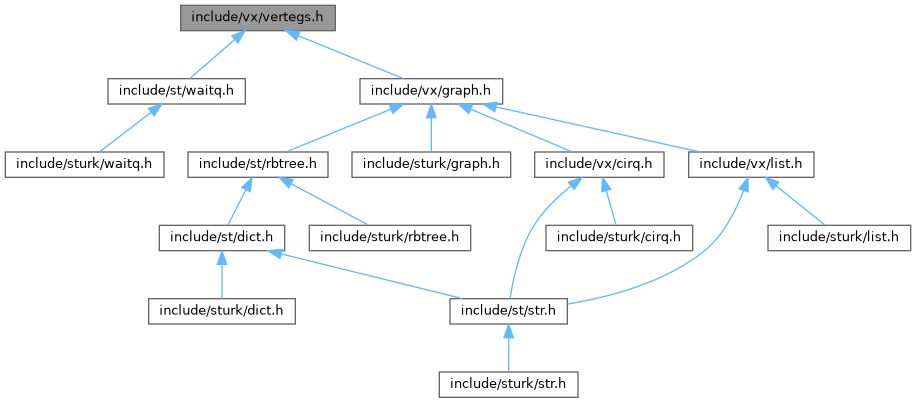 include/vx/vertegs.h
include/st/waitq.h
include/vx/graph.h
include/sturk/waitq.h
include/st/rbtree.h
include/sturk/graph.h
include/vx/cirq.h
include/vx/list.h
include/st/dict.h
include/sturk/rbtree.h
include/sturk/cirq.h
include/sturk/list.h
include/sturk/dict.h
include/st/str.h
include/sturk/str.h